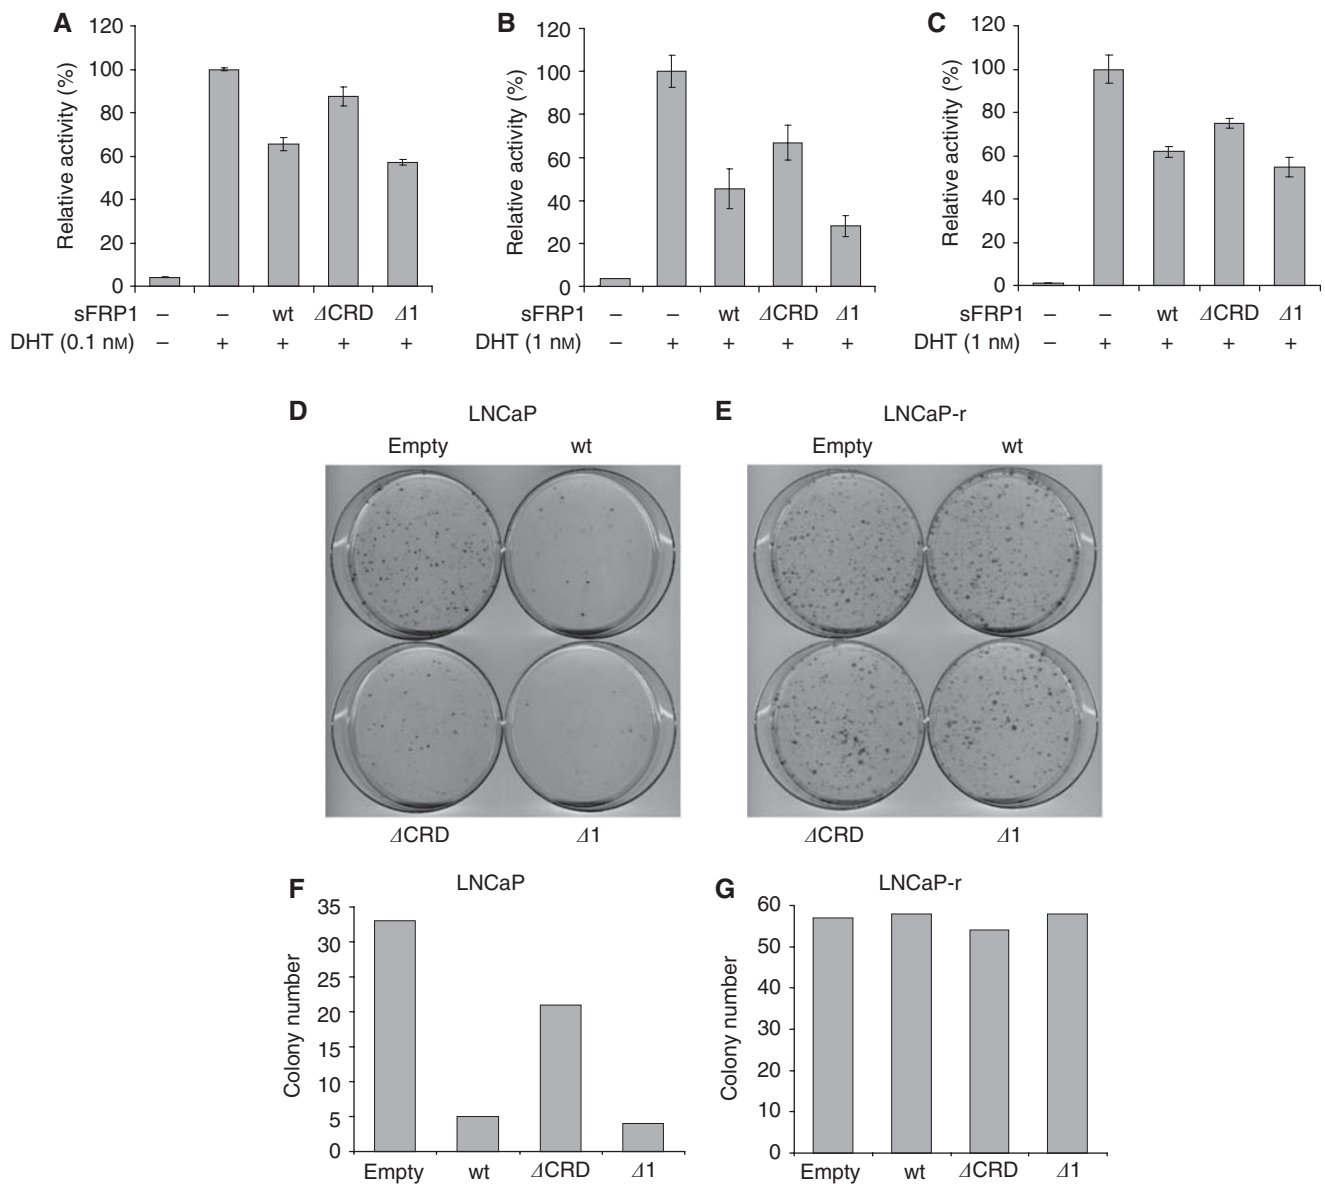 A
120
100
80
60
40
20
0
Relative activity (%)
sFRP1 – – wt ΔCRD Δ1
DHT (0.1 nM) – + + + +
B
120
100
80
60
40
20
0
Relative activity (%)
sFRP1 – – wt ΔCRD Δ1
DHT (1 nM) – + + + +
C
120
100
80
60
40
20
0
Relative activity (%)
sFRP1 – – wt ΔCRD Δ1
DHT (1 nM) – + + + +
D
LNCaP
Empty wt
ΔCRD Δ1
E
LNCaP-r
Empty wt
ΔCRD Δ1
F
LNCaP
35
30
25
20
15
10
5
0
Colony number
Empty wt ΔCRD Δ1
G
LNCaP-r
60
50
40
30
20
10
0
Colony number
Empty wt ΔCRD Δ1